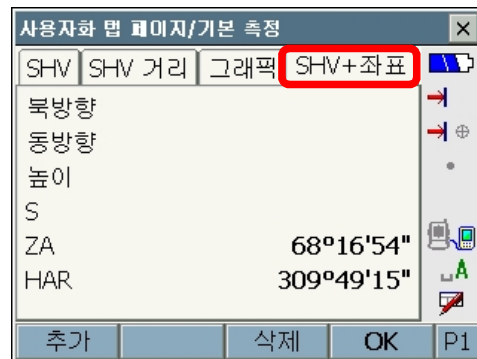 사용자화 맵 페이지/기본 측정
SHV SHV 거리 그래픽 SHV+좌표
북방향
동방향
높이
S
ZA 68°16'54"
HAR 309°49'15"
A
추가 삭제 OK P1